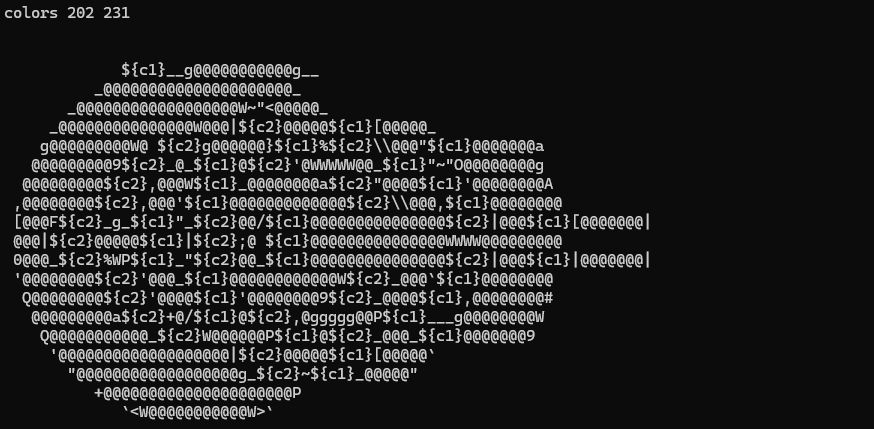 colors 202 231
             ${c1}__g@@@@@@@@@@@g__
          _@@@@@@@@@@@@@@@@@@@@@_
       _@@@@@@@@@@@@@@@@@@W~"<@@@@@_
     _@@@@@@@@@@@@@@@W@@@|${c2}@@@@@${c1}[@@@@@_
    g@@@@@@@@@W@ ${c2}g@@@@@@}${c1}%${c2}\\@@@"${c1}@@@@@@@a
   @@@@@@@@@9${c2}_@_${c1}@${c2}'@WWWWW@@_${c1}"~"O@@@@@@@@g
  @@@@@@@@@${c2},@@@W${c1}_@@@@@@@@a${c2}"@@@@${c1}'@@@@@@@@A
 ,@@@@@@@@${c2},@@@'${c1}@@@@@@@@@@@@@${c2}\\@@@,${c1}@@@@@@@@
 [@@@F${c2}_g_${c1}"_${c2}@@/${c1}@@@@@@@@@@@@@@@${c2}|@@@${c1}[@@@@@@@|
 @@@|${c2}@@@@@${c1}|${c2};@ ${c1}@@@@@@@@@@@@@@@WWWW@@@@@@@@@
 0@@@_${c2}%WP${c1}_"${c2}@@_${c1}@@@@@@@@@@@@@@@${c2}|@@@${c1}|@@@@@@@|
 '@@@@@@@@${c2}'@@@_${c1}@@@@@@@@@@@@W${c2}_@@@‵${c1}@@@@@@@@
  Q@@@@@@@@${c2}'@@@@${c1}'@@@@@@@@9${c2}_@@@@${c1},@@@@@@@@#
   @@@@@@@@@a${c2}+@/${c1}@${c2},@ggggg@@P${c1}___g@@@@@@@@W
    Q@@@@@@@@@@@_${c2}W@@@@@@P${c1}@${c2}_@@@_${c1}@@@@@@@9
     '@@@@@@@@@@@@@@@@@@@|${c2}@@@@@${c1}[@@@@@‵
       "@@@@@@@@@@@@@@@@@@g_${c2}~${c1}_@@@@@"
          +@@@@@@@@@@@@@@@@@@@@@P
             ‵<W@@@@@@@@@@@W>‵